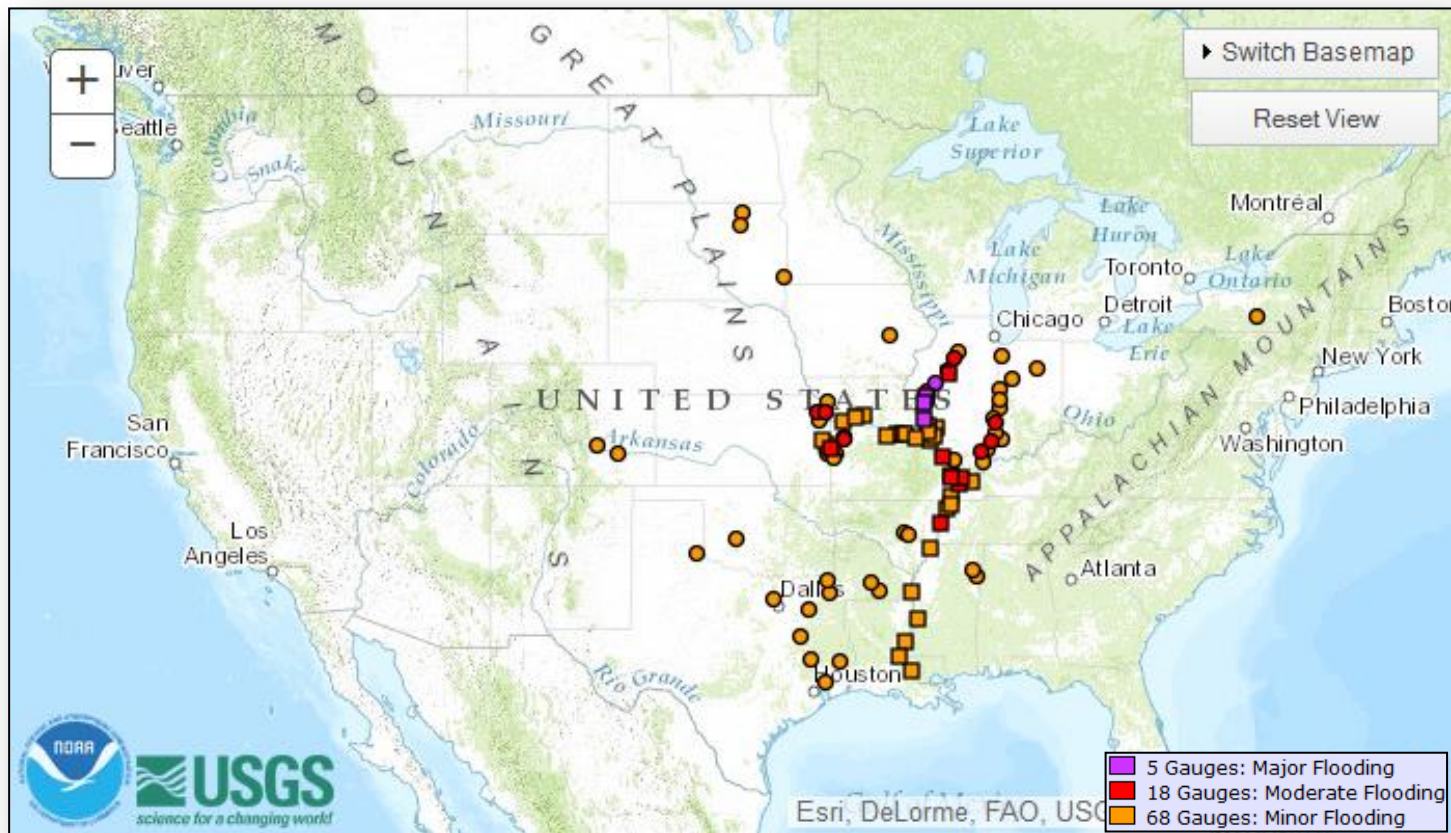 +
−
Switch Basemap
Reset View
Seattle
Columbia
Snake
Missouri
GREAT PLAINS
MOUNTAINS
Lake
Superior
Montréal
Lake
Huron
Lake
Michigan
Mississippi
Toronto
Lake
Ontario
Detroit
Boston
Chicago
Lake
Erie
New York
UNITED STATES
Philadelphia
San
Francisco
Colorado
Arkansas
Ohio
Washington
APPALACHIAN MOUNTAINS
Los
Angeles
Atlanta
Dallas
Rio Grande
Houston
NOAA
USGS
science for a changing world
Esri, DeLorme, FAO, USG
5 Gauges: Major Flooding
18 Gauges: Moderate Flooding
68 Gauges: Minor Flooding